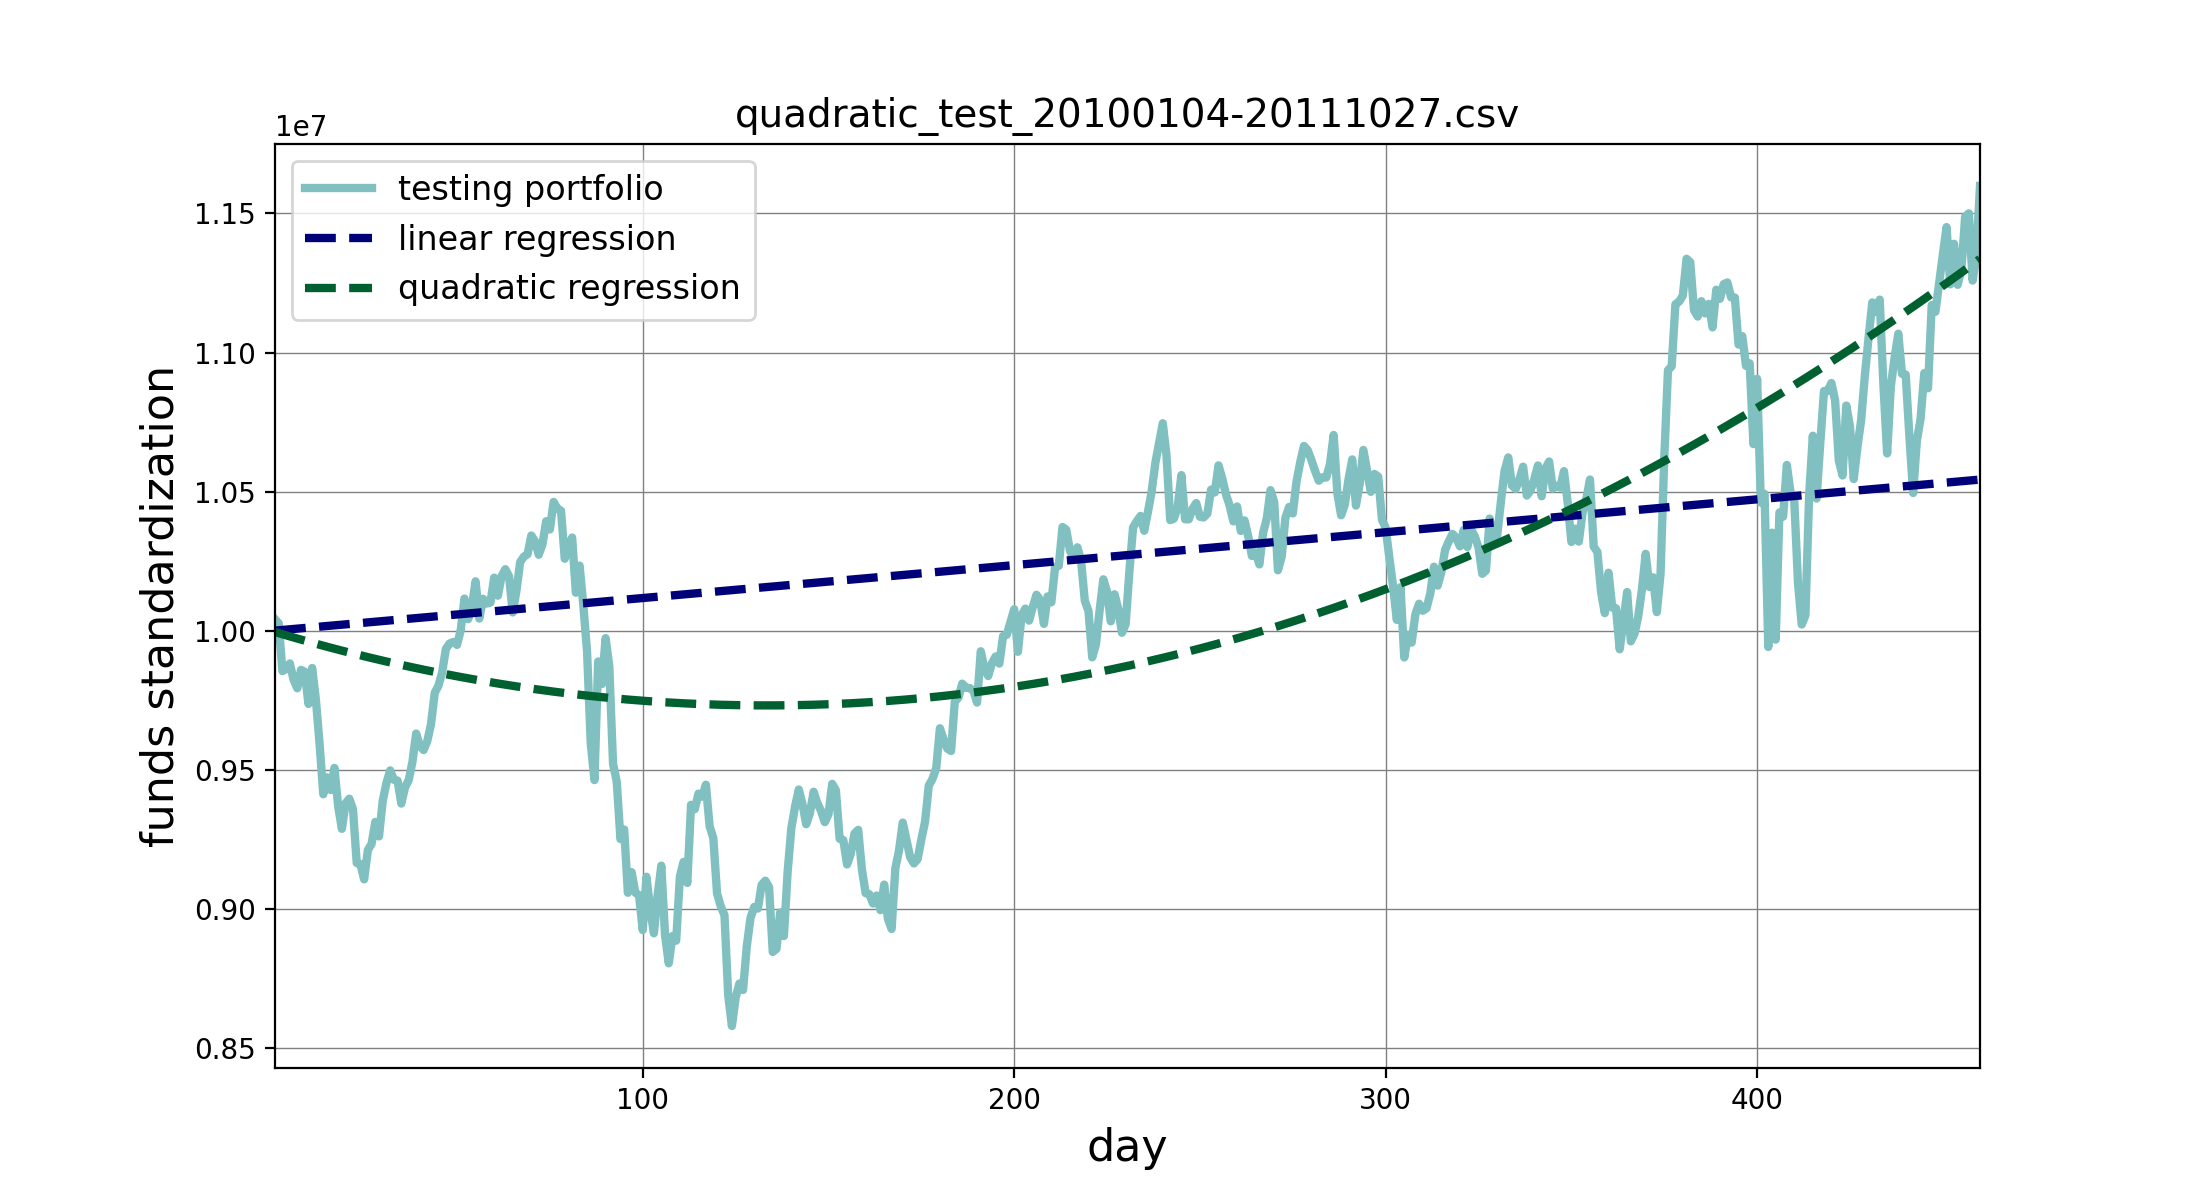 quadratic_test_20100104-20111027.csv
1e7
testing portfolio
linear regression
quadratic regression
1.15
1.10
1.05
1.00
0.95
0.90
0.85
funds standardization
100 200 300 400
day